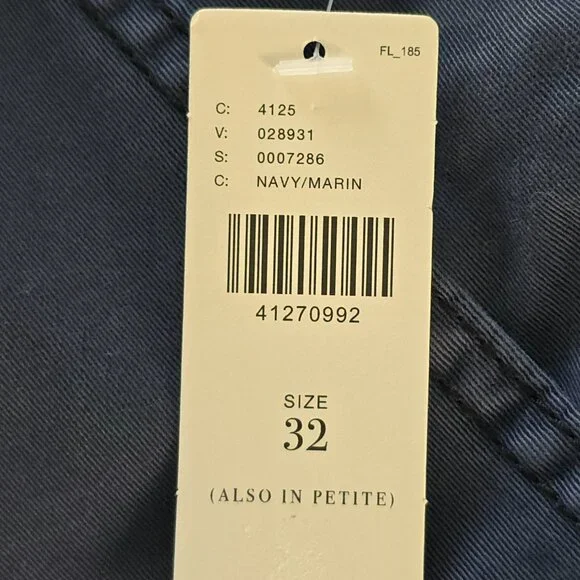 FL_185
C: 4125
V: 028931
S: 0007286
C: NAVY/MARIN
41270992
SIZE
32
(ALSO IN PETITE)